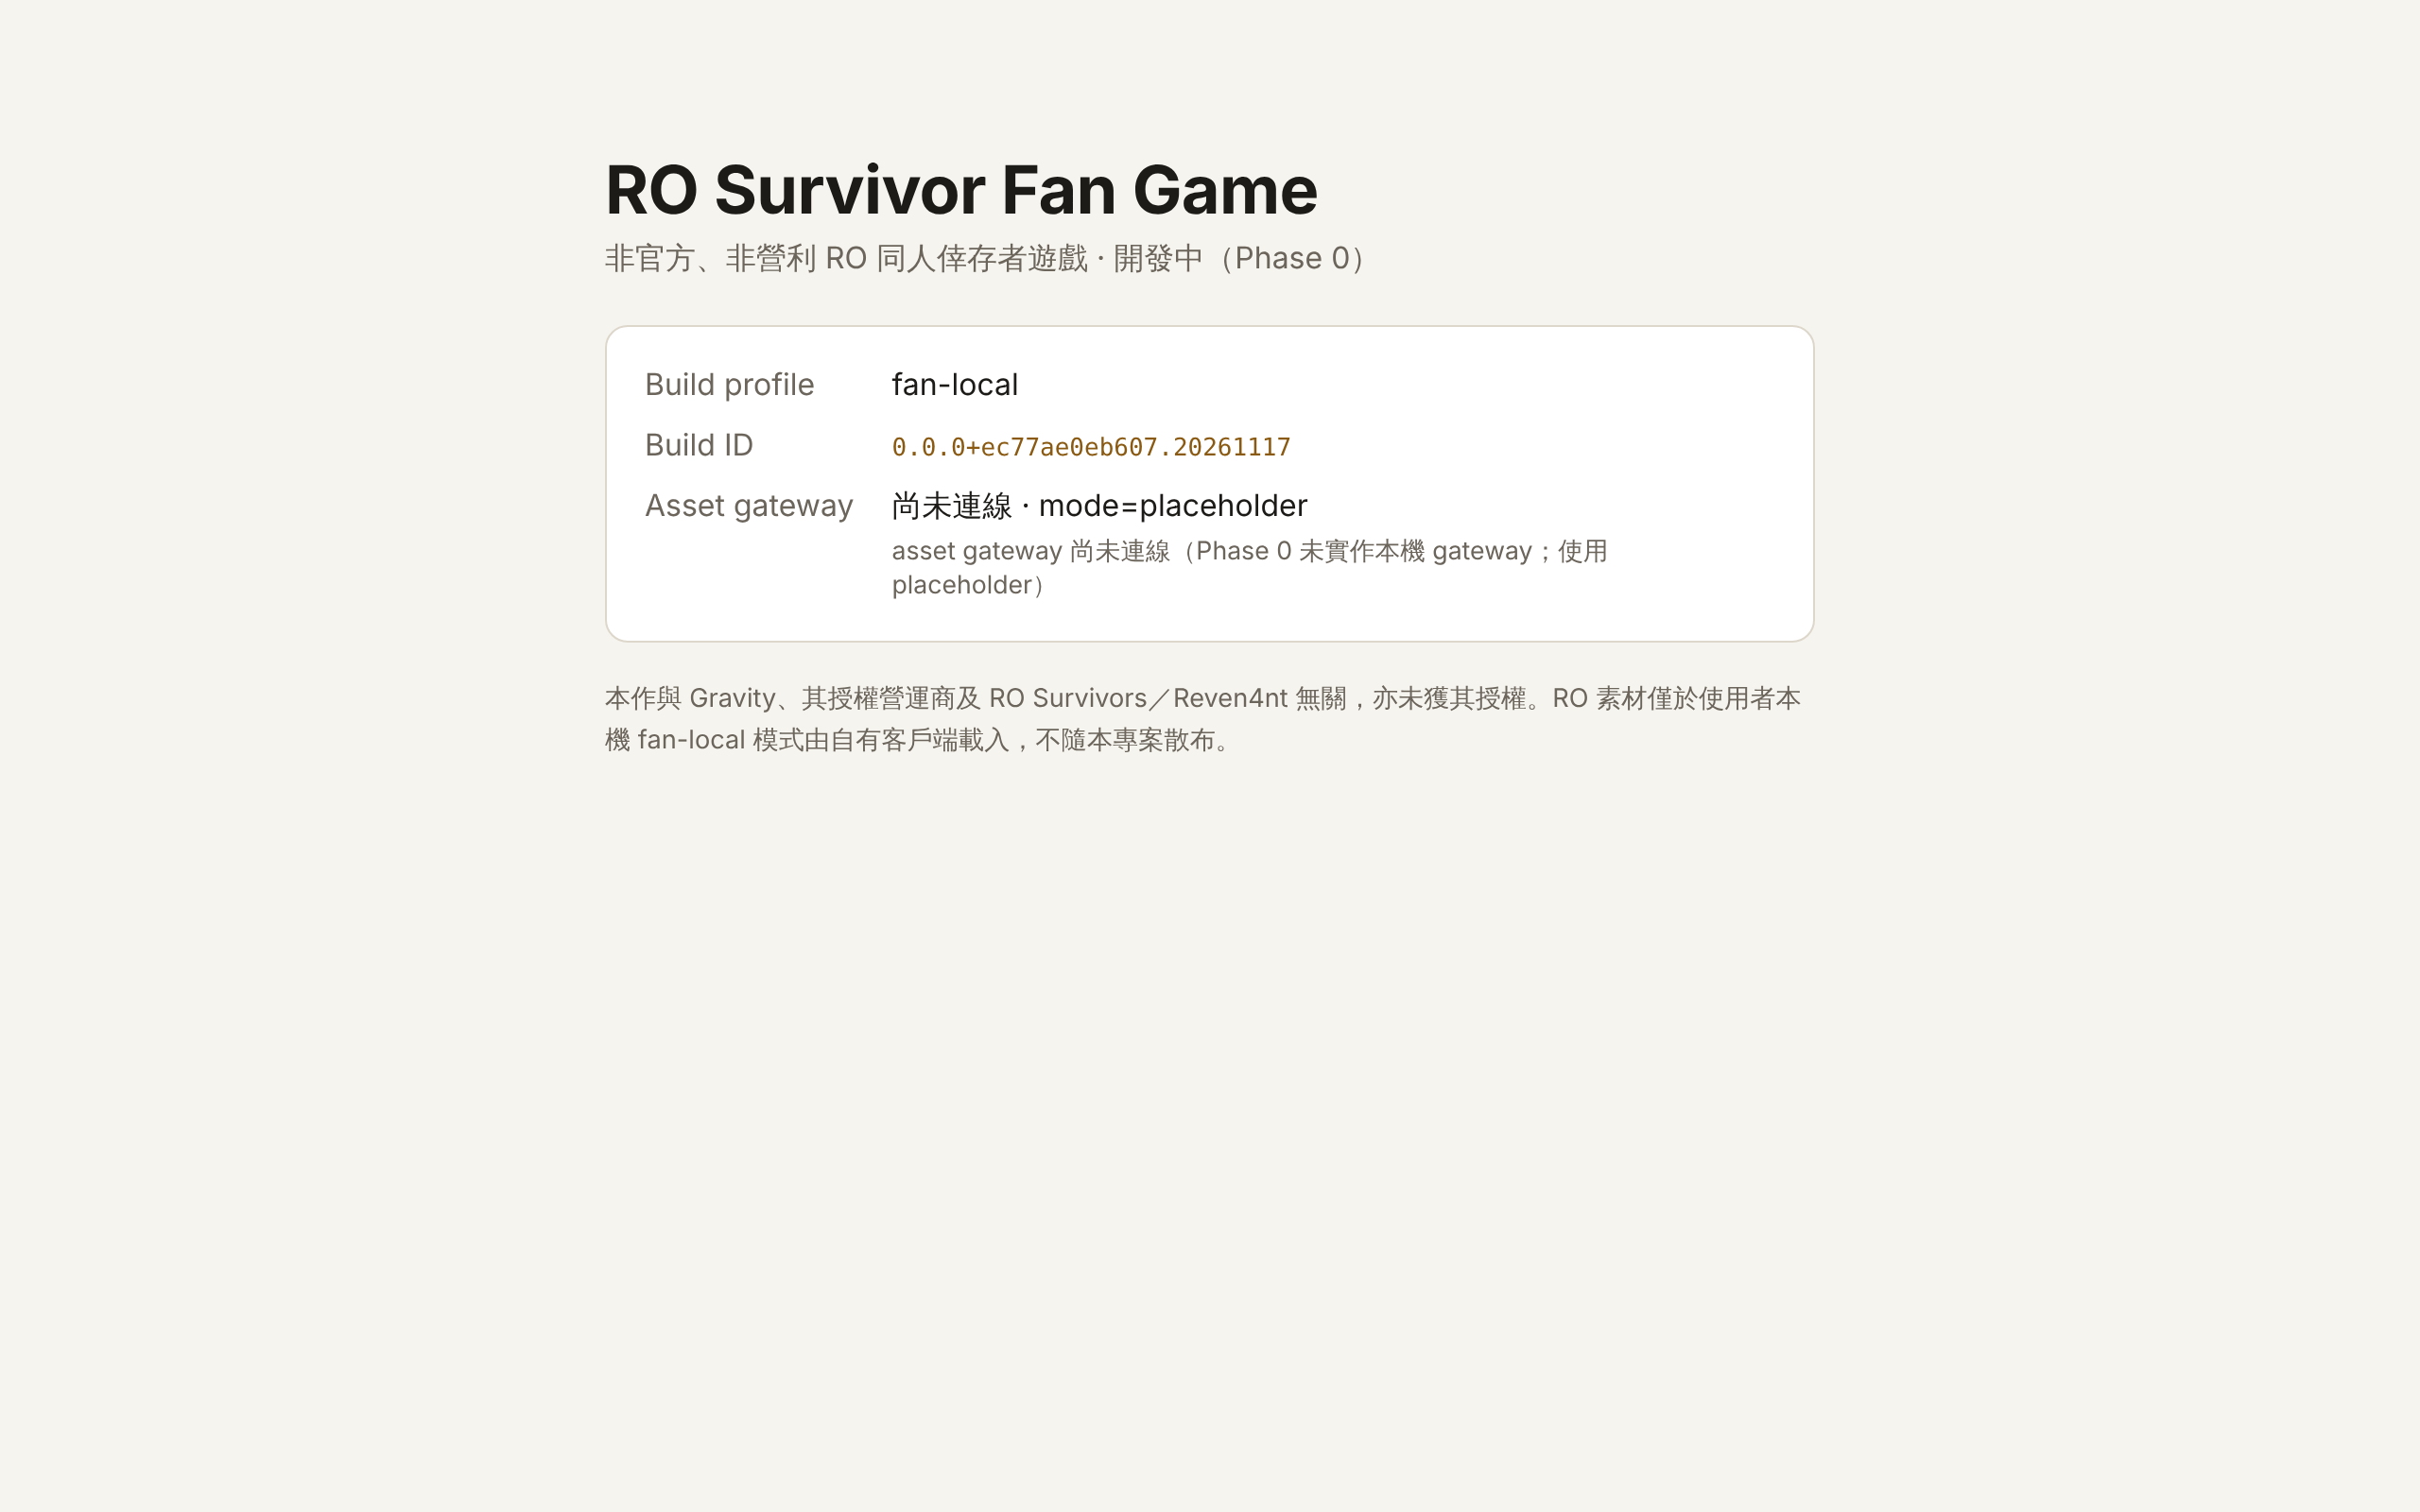 RO Survivor Fan Game
非官方、非營利 RO 同人倖存者遊戲 · 開發中（Phase 0）
Build profile fan-local
Build ID 0.0.0+ec77ae0eb607.20261117
Asset gateway 尚未連線 · mode=placeholder
asset gateway 尚未連線（Phase 0 未實作本機 gateway；使用
placeholder）
本作與 Gravity、其授權營運商及 RO Survivors／Reven4nt 無關，亦未獲其授權。RO 素材僅於使用者本
機 fan-local 模式由自有客戶端載入，不隨本專案散布。